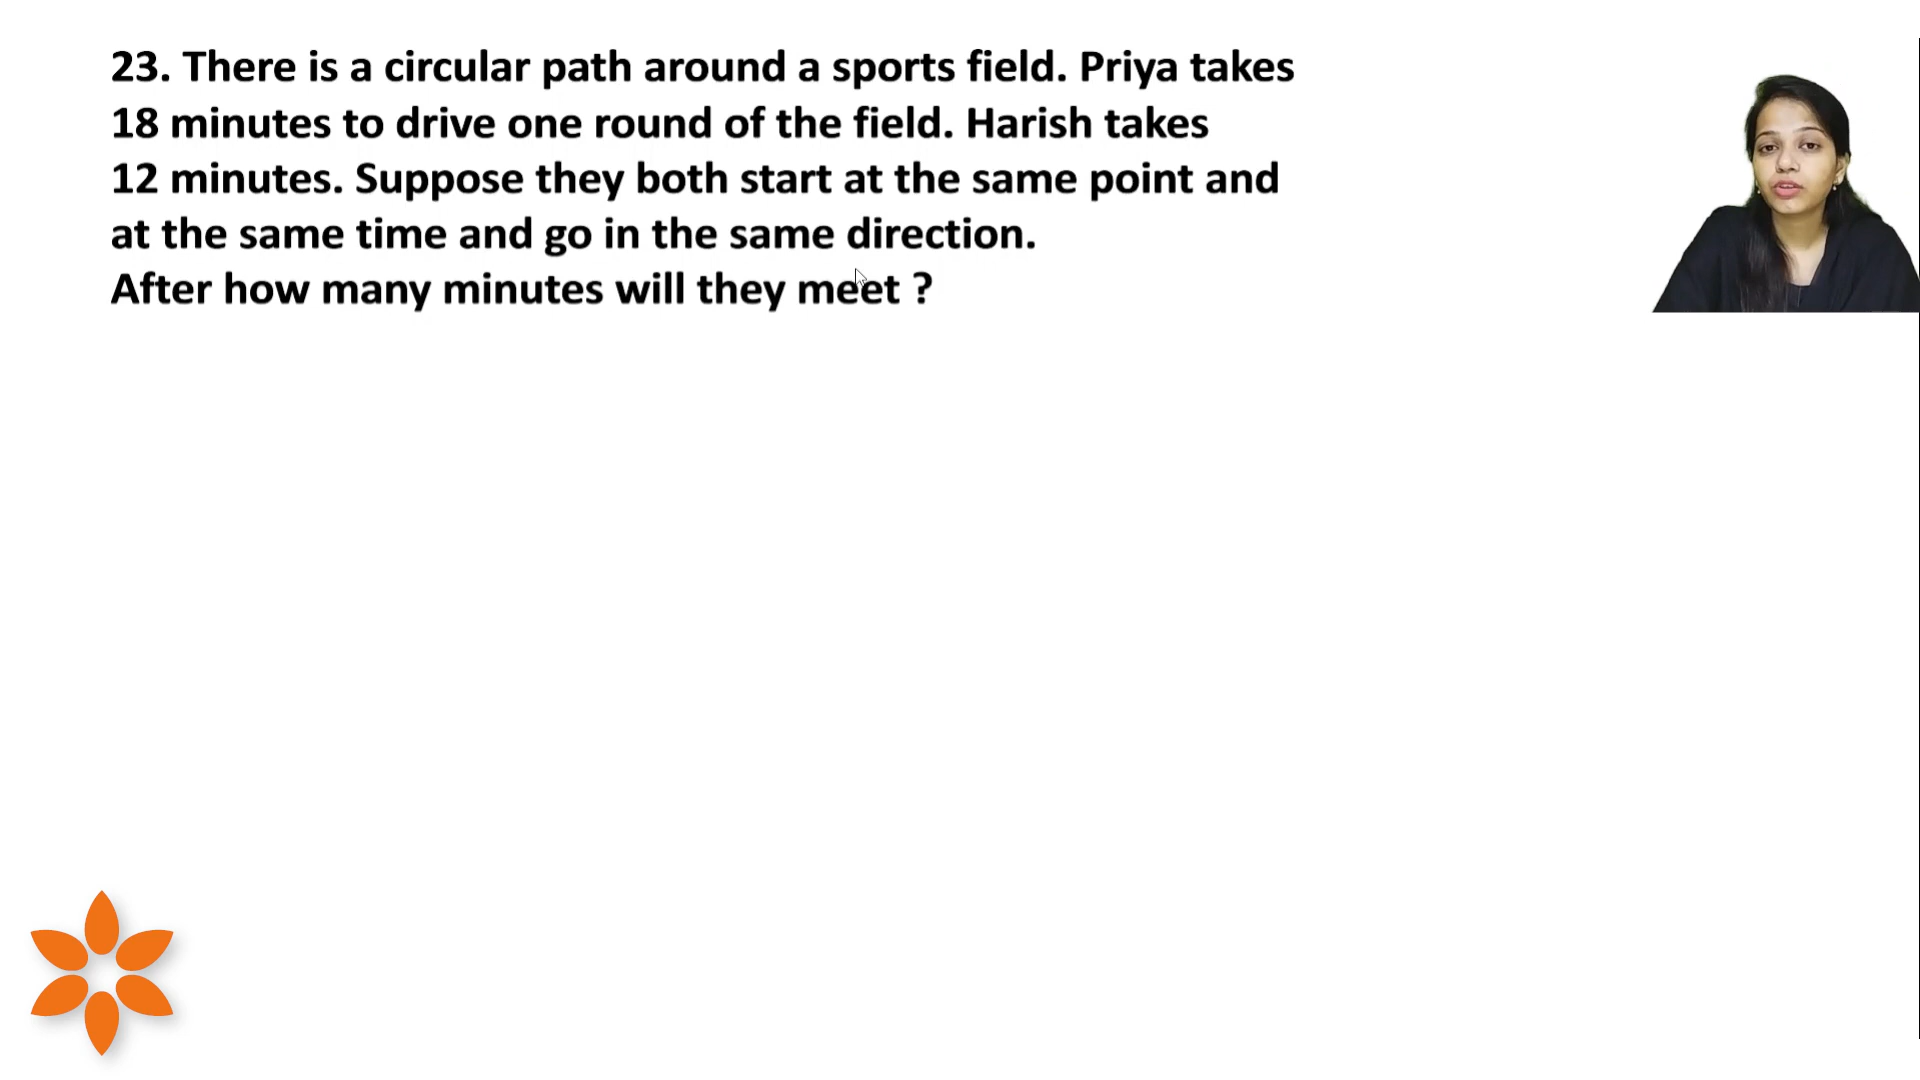 23. There is a circular path around a sports field. Priya takes
18 minutes to drive one round of the field. Harish takes
12 minutes. Suppose they both start at the same point and
at the same time and go in the same direction.
After how many minutes will they meet ?